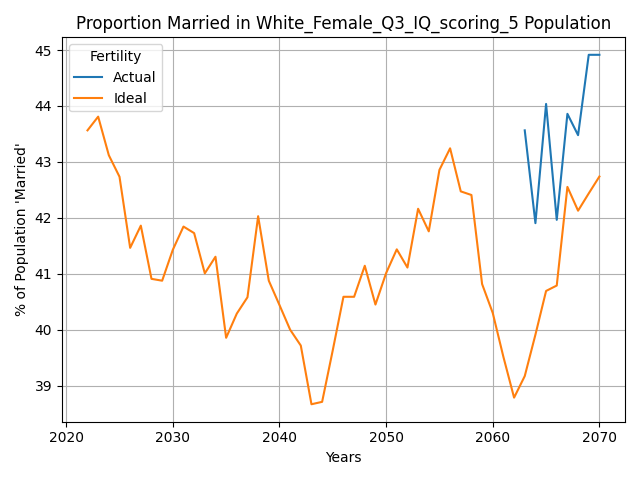 Proportion Married in White_Female_Q3_IQ_scoring_5 Population
Fertility
Actual
Ideal
45
44
43
42
41
40
39
% of Population 'Married'
2020
2030
2040
2050
2060
2070
Years